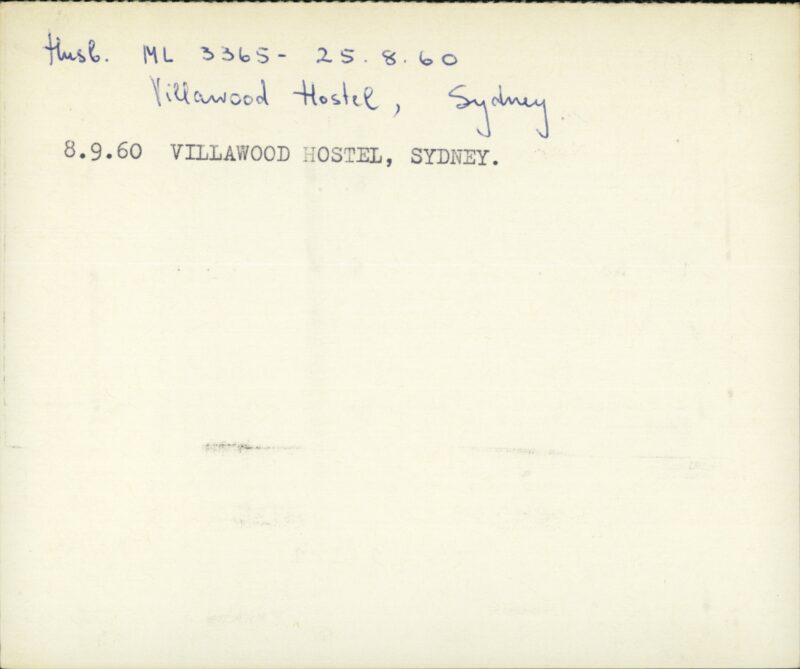 Husb. ML 3365- 25.8.60
Villawood Hostel, Sydney.
8.9.60 VILLAWOOD HOSTEL, SYDNEY.